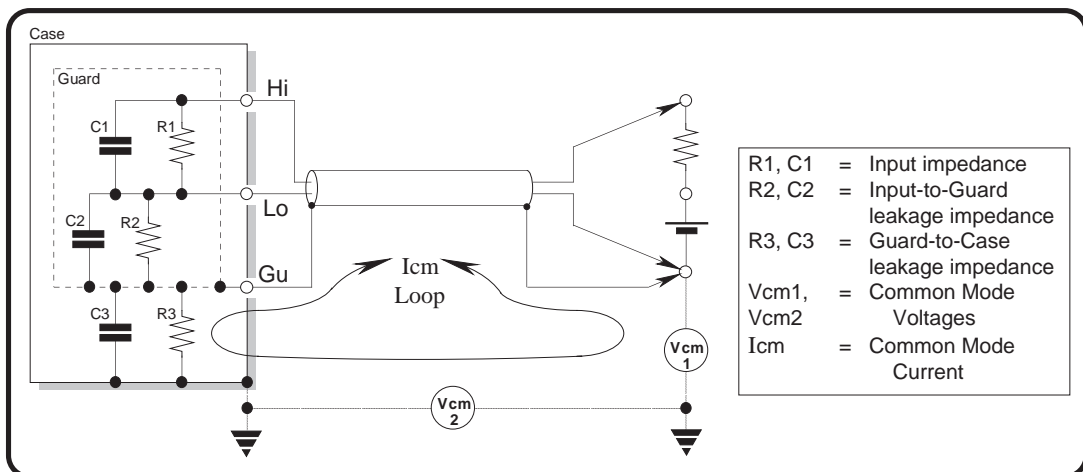 Case
Guard
Hi
C1
R1
Lo
C2
R2
Gu
C3
R3
Icm
Loop
Vcm
1
Vcm
2
R1, C1 = Input impedance
R2, C2 = Input-to-Guard
leakage impedance
R3, C3 = Guard-to-Case
leakage impedance
Vcm1, = Common Mode
Vcm2 Voltages
Icm = Common Mode
Current